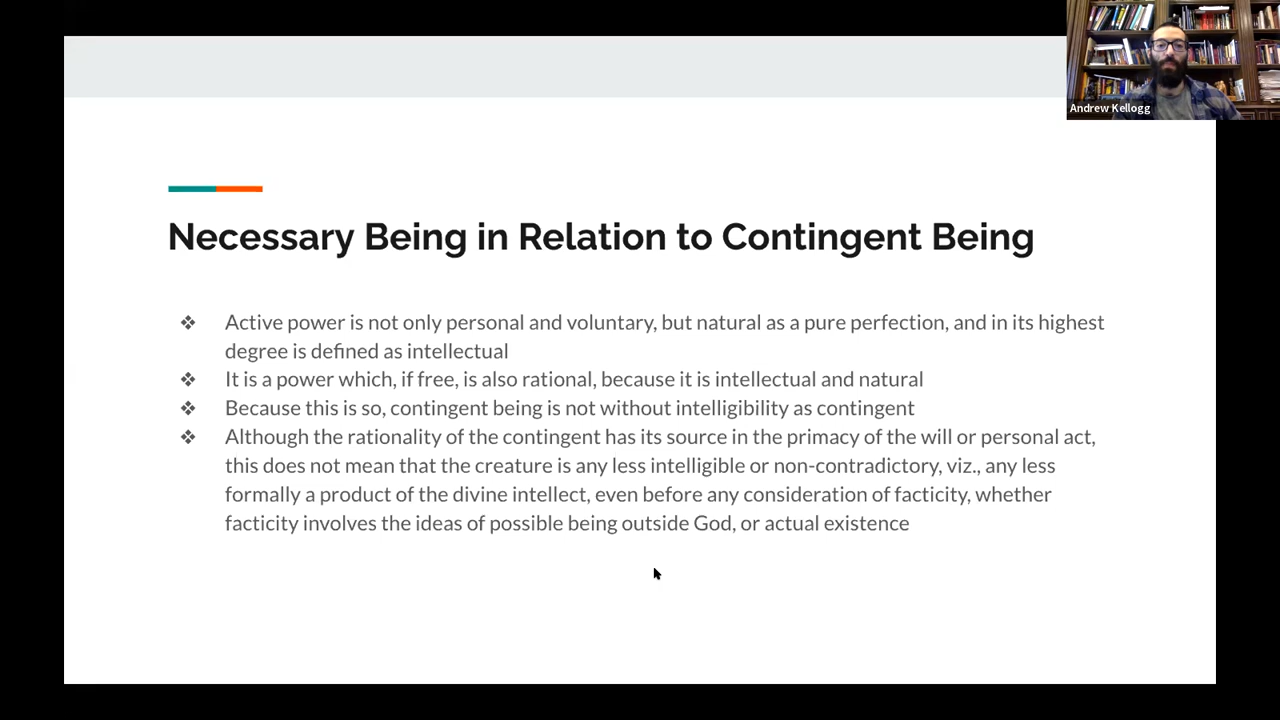 Andrew Kellogg
Necessary Being in Relation to Contingent Being
❖ Active power is not only personal and voluntary, but natural as a pure perfection, and in its highest
degree is defined as intellectual
❖ It is a power which, if free, is also rational, because it is intellectual and natural
❖ Because this is so, contingent being is not without intelligibility as contingent
❖ Although the rationality of the contingent has its source in the primacy of the will or personal act,
this does not mean that the creature is any less intelligible or non-contradictory, viz., any less
formally a product of the divine intellect, even before any consideration of facticity, whether
facticity involves the ideas of possible being outside God, or actual existence